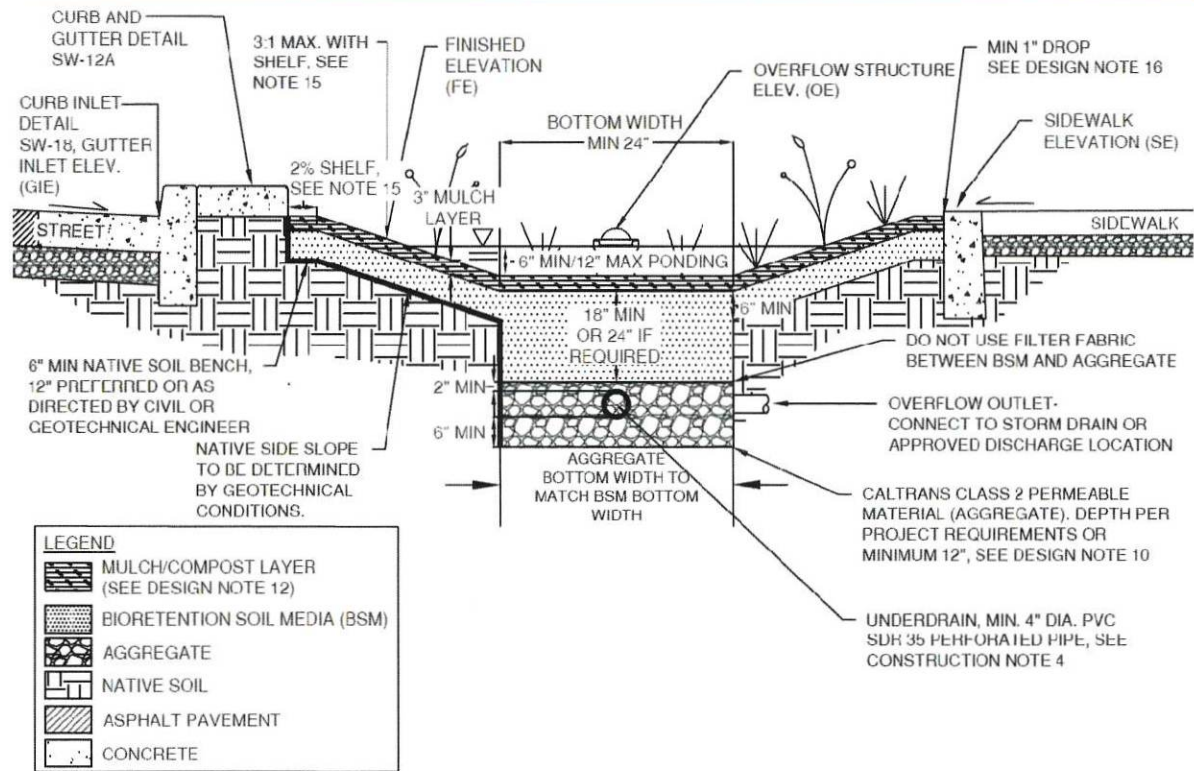 CURB AND
GUTTER DETAIL
SW-12A
3:1 MAX. WITH
SHELF, SEE
NOTE 15
FINISHED
ELEVATION
(FE)
OVERFLOW STRUCTURE
ELEV. (OE)
MIN 1" DROP
SEE DESIGN NOTE 16
CURB INLET
DETAIL
SW-18, GUTTER
INLET ELEV.
(GIE)
BOTTOM WIDTH
MIN 24"
SIDEWALK
ELEVATION (SE)
2% SHELF,
SEE NOTE 15
3" MULCH
LAYER
STREET
SIDEWALK
6" MIN/12" MAX PONDING
18" MIN
OR 24" IF
REQUIRED
6" MIN
6" MIN NATIVE SOIL BENCH,
12" PREFERRED OR AS
DIRECTED BY CIVIL OR
GEOTECHNICAL ENGINEER
2" MIN
6" MIN
DO NOT USE FILTER FABRIC
BETWEEN BSM AND AGGREGATE
OVERFLOW OUTLET-
CONNECT TO STORM DRAIN OR
APPROVED DISCHARGE LOCATION
NATIVE SIDE SLOPE
TO BE DETERMINED
BY GEOTECHNICAL
CONDITIONS.
AGGREGATE
BOTTOM WIDTH TO
MATCH BSM BOTTOM
WIDTH
CALTRANS CLASS 2 PERMEABLE
MATERIAL (AGGREGATE). DEPTH PER
PROJECT REQUIREMENTS OR
MINIMUM 12", SEE DESIGN NOTE 10
UNDERDRAIN, MIN. 4" DIA. PVC
SDR 35 PERFORATED PIPE, SEE
CONSTRUCTION NOTE 4
LEGEND
MULCH/COMPOST LAYER
(SEE DESIGN NOTE 12)
BIORETENTION SOIL MEDIA (BSM)
AGGREGATE
NATIVE SOIL
ASPHALT PAVEMENT
CONCRETE